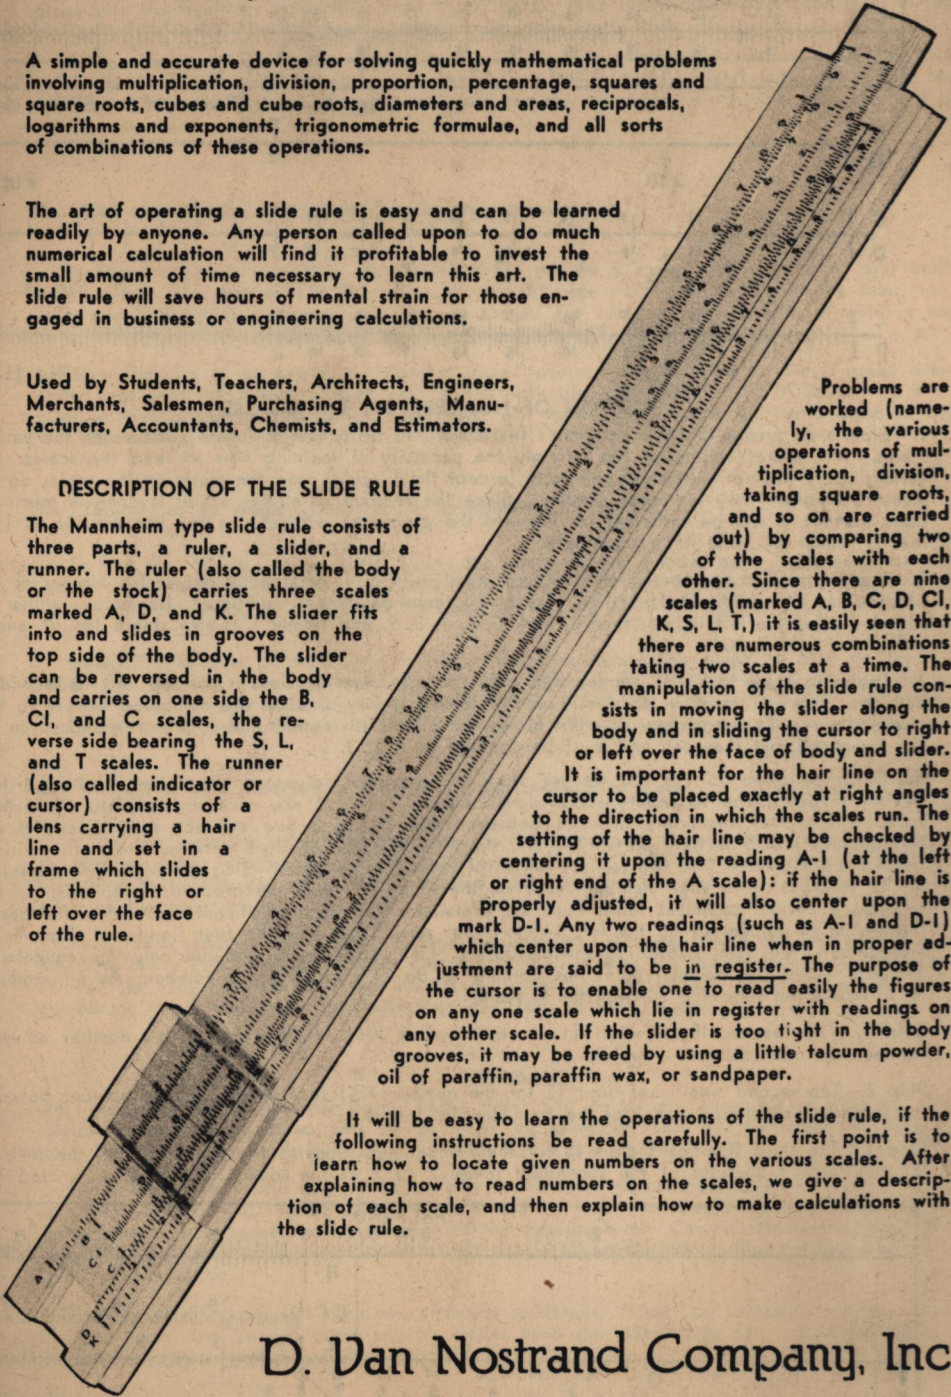 A simple and accurate device for solving quickly mathematical problems
involving multiplication, division, proportion, percentage, squares and
square roots, cubes and cube roots, diameters and areas, reciprocals,
logarithms and exponents, trigonometric formulae, and all sorts
of combinations of these operations.
The art of operating a slide rule is easy and can be learned
readily by anyone. Any person called upon to do much
numerical calculation will find it profitable to invest the
small amount of time necessary to learn this art. The
slide rule will save hours of mental strain for those en-
gaged in business or engineering calculations.
Used by Students, Teachers, Architects, Engineers,
Merchants, Salesmen, Purchasing Agents, Manu-
facturers, Accountants, Chemists, and Estimators.
DESCRIPTION OF THE SLIDE RULE
The Mannheim type slide rule consists of
three parts, a ruler, a slider, and a
runner. The ruler (also called the body
or the stock) carries three scales
marked A, D, and K. The slider fits
into and slides in grooves on the
top side of the body. The slider
can be reversed in the body
and carries on one side the B,
CI, and C scales, the re-
verse side bearing the S, L,
and T scales. The runner
(also called indicator or
cursor) consists of a
lens carrying a hair
line and set in a
frame which slides
to the right or
left over the face
of the rule.
Problems are
worked (name-
ly, the various
operations of mul-
tiplication, division,
taking square roots,
and so on are carried
out) by comparing two
of the scales with each
other. Since there are nine
scales (marked A, B, C, D, CI,
K, S, L, T,) it is easily seen that
there are numerous combinations
taking two scales at a time. The
manipulation of the slide rule con-
sists in moving the slider along the
body and in sliding the cursor to right
or left over the face of body and slider.
It is important for the hair line on the
cursor to be placed exactly at right angles
to the direction in which the scales run. The
setting of the hair line may be checked by
centering it upon the reading A-1 (at the left
or right end of the A scale): if the hair line is
properly adjusted, it will also center upon the
mark D-1. Any two readings (such as A-1 and D-1)
which center upon the hair line when in proper ad-
justment are said to be in register. The purpose of
the cursor is to enable one to read easily the figures
on any one scale which lie in register with readings on
any other scale. If the slider is too tight in the body
grooves, it may be freed by using a little talcum powder,
oil of paraffin, paraffin wax, or sandpaper.
It will be easy to learn the operations of the slide rule, if the
following instructions be read carefully. The first point is to
learn how to locate given numbers on the various scales. After
explaining how to read numbers on the scales, we give a descrip-
tion of each scale, and then explain how to make calculations with
the slide rule.
A
B
CI
C
D
K
D. Van Nostrand Company, Inc